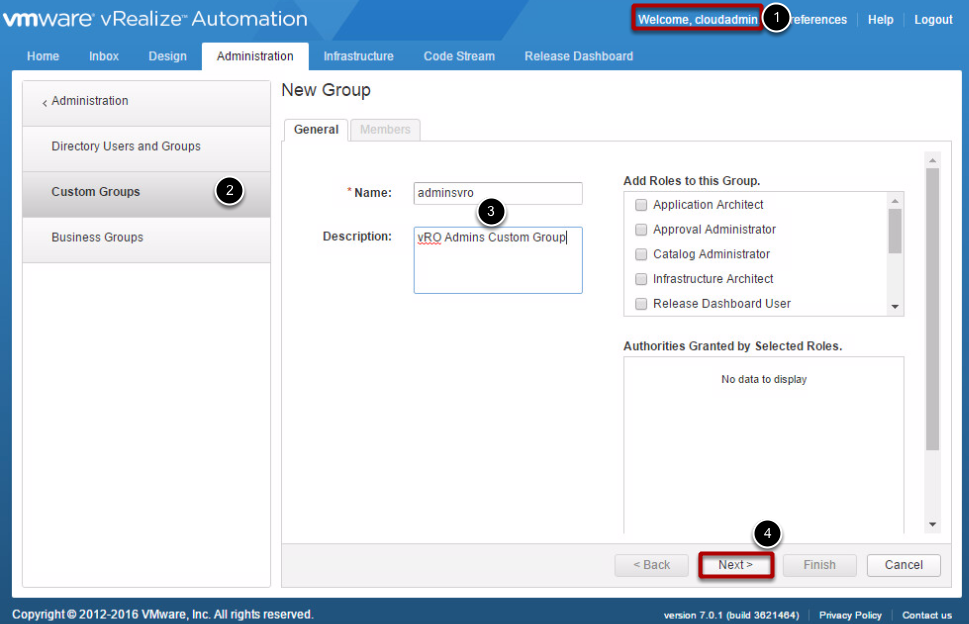 vmware® vRealize™ Automation
Welcome, cloudadmin 1 references Help Logout
Home Inbox Design Administration Infrastructure Code Stream Release Dashboard
< Administration
Directory Users and Groups
Custom Groups 2
Business Groups
New Group
General Members
* Name: adminsvro
3
Description: vRO Admins Custom Group
Add Roles to this Group.
Application Architect
Approval Administrator
Catalog Administrator
Infrastructure Architect
Release Dashboard User
Authorities Granted by Selected Roles.
No data to display
4
< Back Next > Finish Cancel
Copyright © 2012-2016 VMware, Inc. All rights reserved. version 7.0.1 (build 3621464) Privacy Policy Contact us